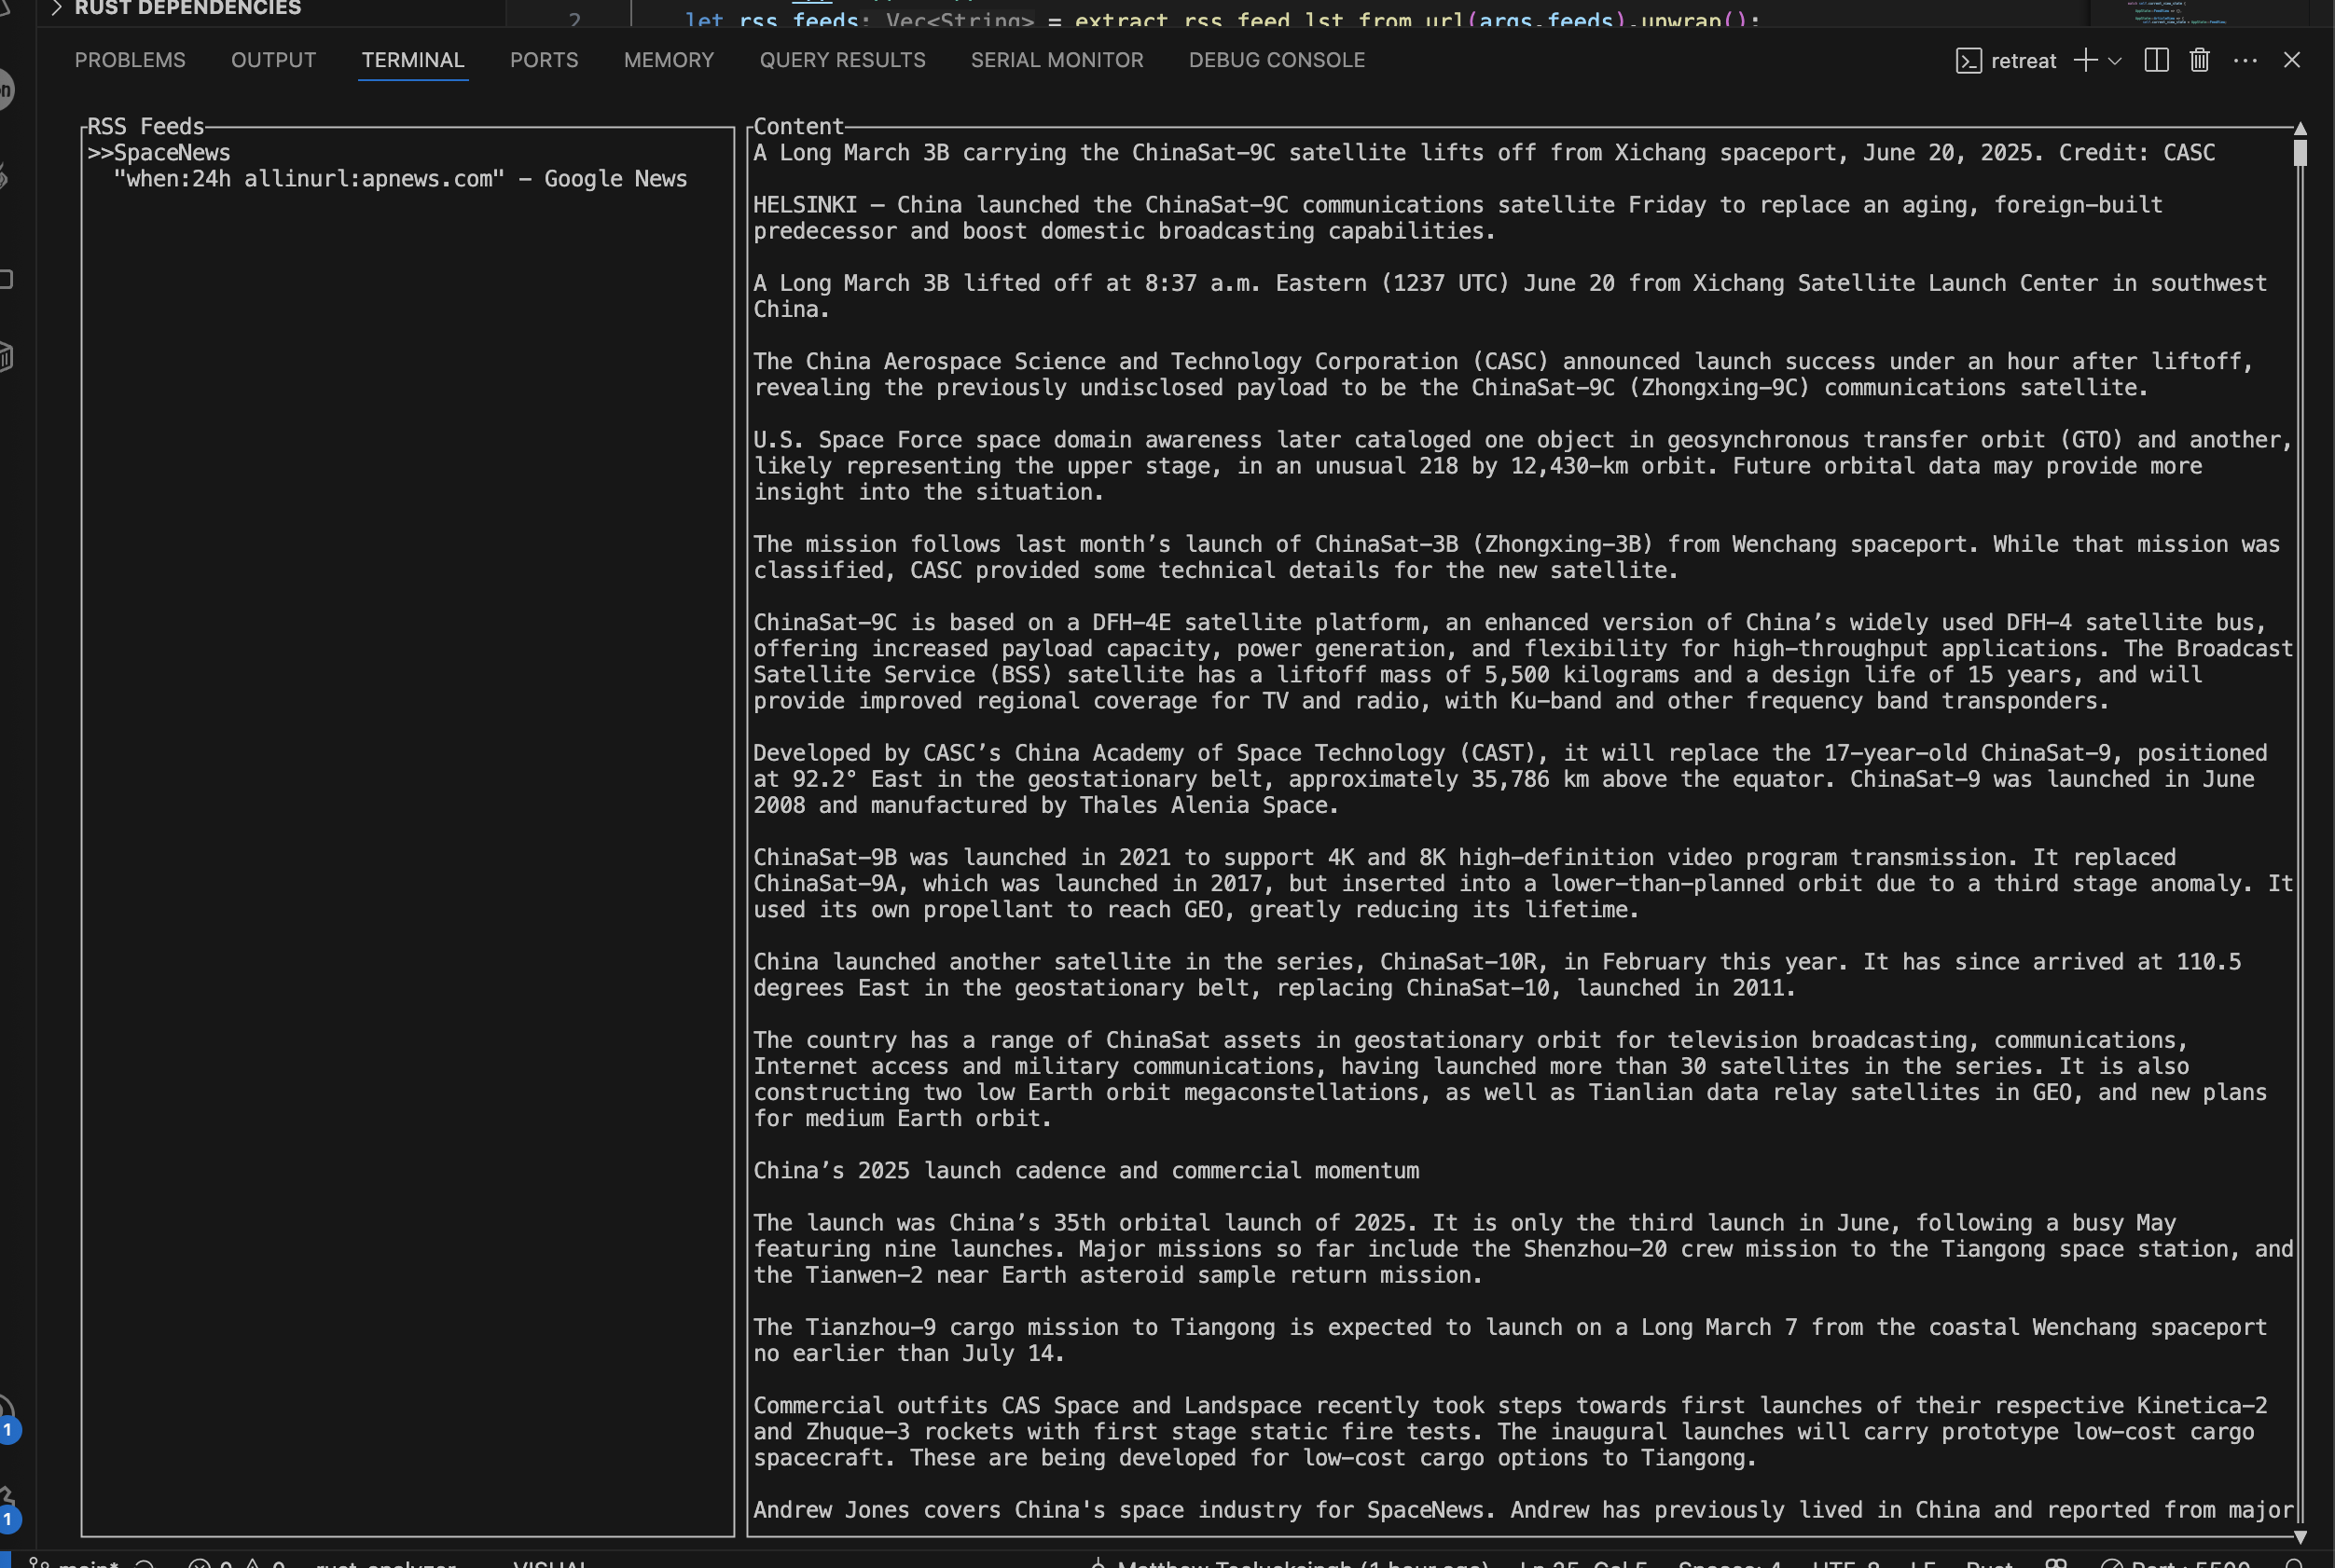 RUST DEPENDENCIES
2 let rss_feeds: Vec<String> = extract_rss_feed_lst_from_url(args.feeds).unwrap();
PROBLEMS OUTPUT TERMINAL PORTS MEMORY QUERY RESULTS SERIAL MONITOR DEBUG CONSOLE retreat
RSS Feeds
>>SpaceNews
"when:24h allinurl:apnews.com" - Google News
Content
A Long March 3B carrying the ChinaSat-9C satellite lifts off from Xichang spaceport, June 20, 2025. Credit: CASC
HELSINKI — China launched the ChinaSat-9C communications satellite Friday to replace an aging, foreign-built
predecessor and boost domestic broadcasting capabilities.
A Long March 3B lifted off at 8:37 a.m. Eastern (1237 UTC) June 20 from Xichang Satellite Launch Center in southwest
China.
The China Aerospace Science and Technology Corporation (CASC) announced launch success under an hour after liftoff,
revealing the previously undisclosed payload to be the ChinaSat-9C (Zhongxing-9C) communications satellite.
U.S. Space Force space domain awareness later cataloged one object in geosynchronous transfer orbit (GTO) and another,
likely representing the upper stage, in an unusual 218 by 12,430-km orbit. Future orbital data may provide more
insight into the situation.
The mission follows last month’s launch of ChinaSat-3B (Zhongxing-3B) from Wenchang spaceport. While that mission was
classified, CASC provided some technical details for the new satellite.
ChinaSat-9C is based on a DFH-4E satellite platform, an enhanced version of China’s widely used DFH-4 satellite bus,
offering increased payload capacity, power generation, and flexibility for high-throughput applications. The Broadcast
Satellite Service (BSS) satellite has a liftoff mass of 5,500 kilograms and a design life of 15 years, and will
provide improved regional coverage for TV and radio, with Ku-band and other frequency band transponders.
Developed by CASC’s China Academy of Space Technology (CAST), it will replace the 17-year-old ChinaSat-9, positioned
at 92.2° East in the geostationary belt, approximately 35,786 km above the equator. ChinaSat-9 was launched in June
2008 and manufactured by Thales Alenia Space.
ChinaSat-9B was launched in 2021 to support 4K and 8K high-definition video program transmission. It replaced
ChinaSat-9A, which was launched in 2017, but inserted into a lower-than-planned orbit due to a third stage anomaly. It
used its own propellant to reach GEO, greatly reducing its lifetime.
China launched another satellite in the series, ChinaSat-10R, in February this year. It has since arrived at 110.5
degrees East in the geostationary belt, replacing ChinaSat-10, launched in 2011.
The country has a range of ChinaSat assets in geostationary orbit for television broadcasting, communications,
Internet access and military communications, having launched more than 30 satellites in the series. It is also
constructing two low Earth orbit megaconstellations, as well as Tianlian data relay satellites in GEO, and new plans
for medium Earth orbit.
China’s 2025 launch cadence and commercial momentum
The launch was China’s 35th orbital launch of 2025. It is only the third launch in June, following a busy May
featuring nine launches. Major missions so far include the Shenzhou-20 crew mission to the Tiangong space station, and
the Tianwen-2 near Earth asteroid sample return mission.
The Tianzhou-9 cargo mission to Tiangong is expected to launch on a Long March 7 from the coastal Wenchang spaceport
no earlier than July 14.
Commercial outfits CAS Space and Landspace recently took steps towards first launches of their respective Kinetica-2
and Zhuque-3 rockets with first stage static fire tests. The inaugural launches will carry prototype low-cost cargo
spacecraft. These are being developed for low-cost cargo options to Tiangong.
Andrew Jones covers China's space industry for SpaceNews. Andrew has previously lived in China and reported from major
1
1